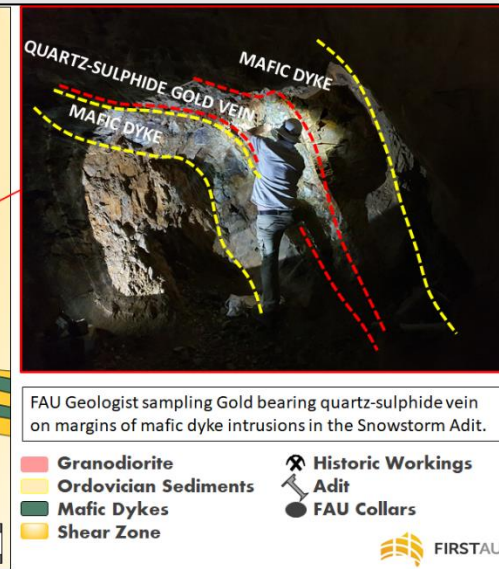 MAFIC DYKE
QUARTZ-SULPHIDE GOLD VEIN
MAFIC DYKE
FAU Geologist sampling Gold bearing quartz-sulphide vein
on margins of mafic dyke intrusions in the Snowstorm Adit.
Granodiorite
Ordovician Sediments
Mafic Dykes
Shear Zone
Historic Workings
Adit
FAU Collars
FIRSTAU